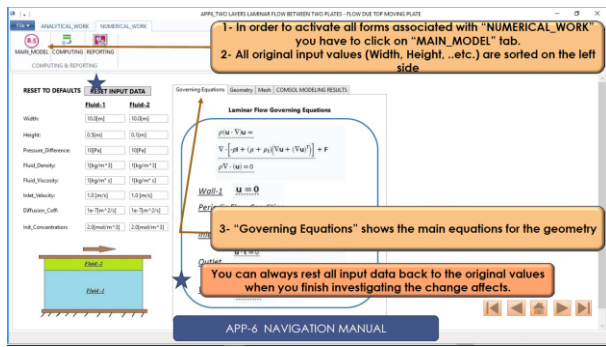 APPλ_TWO LAYERS LAMINAR FLOW BETWEEN TWO PLATES - FLOW DUE TOP MOVING PLATE
File ANALYTICAL_WORK NUMERICAL_WORK
MAIN_MODEL COMPUTING REPORTING
COMPUTING & REPORTING
1- In order to activate all forms associated with “NUMERICAL_WORK”
you have to click on “MAIN_MODEL” tab.
2- All original input values (Width, Height, ..etc.) are sorted on the left
side
RESET TO DEFAULTS RESET INPUT DATA
Fluid-1 Fluid-2
Width: 10.0[m] 10.0[m]
Height: 0.5[m] 0.1[m]
Pressure_Difference: 10[Pa] 10[Pa]
Fluid_Density: 1[kg/m^3] 1[kg/m^3]
Fluid_Viscosity: 1[kg/m*s] 1[kg/m*s]
Inlet_Velocity: 1.0 [m/s] 1.0 [m/s]
Diffusion_Coff: 1e-7[m^2/s] 1e-7[m^2/s]
Init_Concentration: 2.0[mol/m^3] 2.0[mol/m^3]
Fluid-2
Fluid-1
Governing Equations Geometry Mesh COMSOL MODELING RESULTS
Laminar Flow Governing Equations
ρ(u · ∇)u =
∇ · [-ρI + (μ + μT)(∇u + (∇u)ᵀ)] + F
ρ∇ · (u) = 0
Wall-1 u = 0
3- “Governing Equations” shows the main equations for the geometry
Outlet
You can always rest all input data back to the original values
when you finish investigating the change affects.
APP-6 NAVIGATION MANUAL